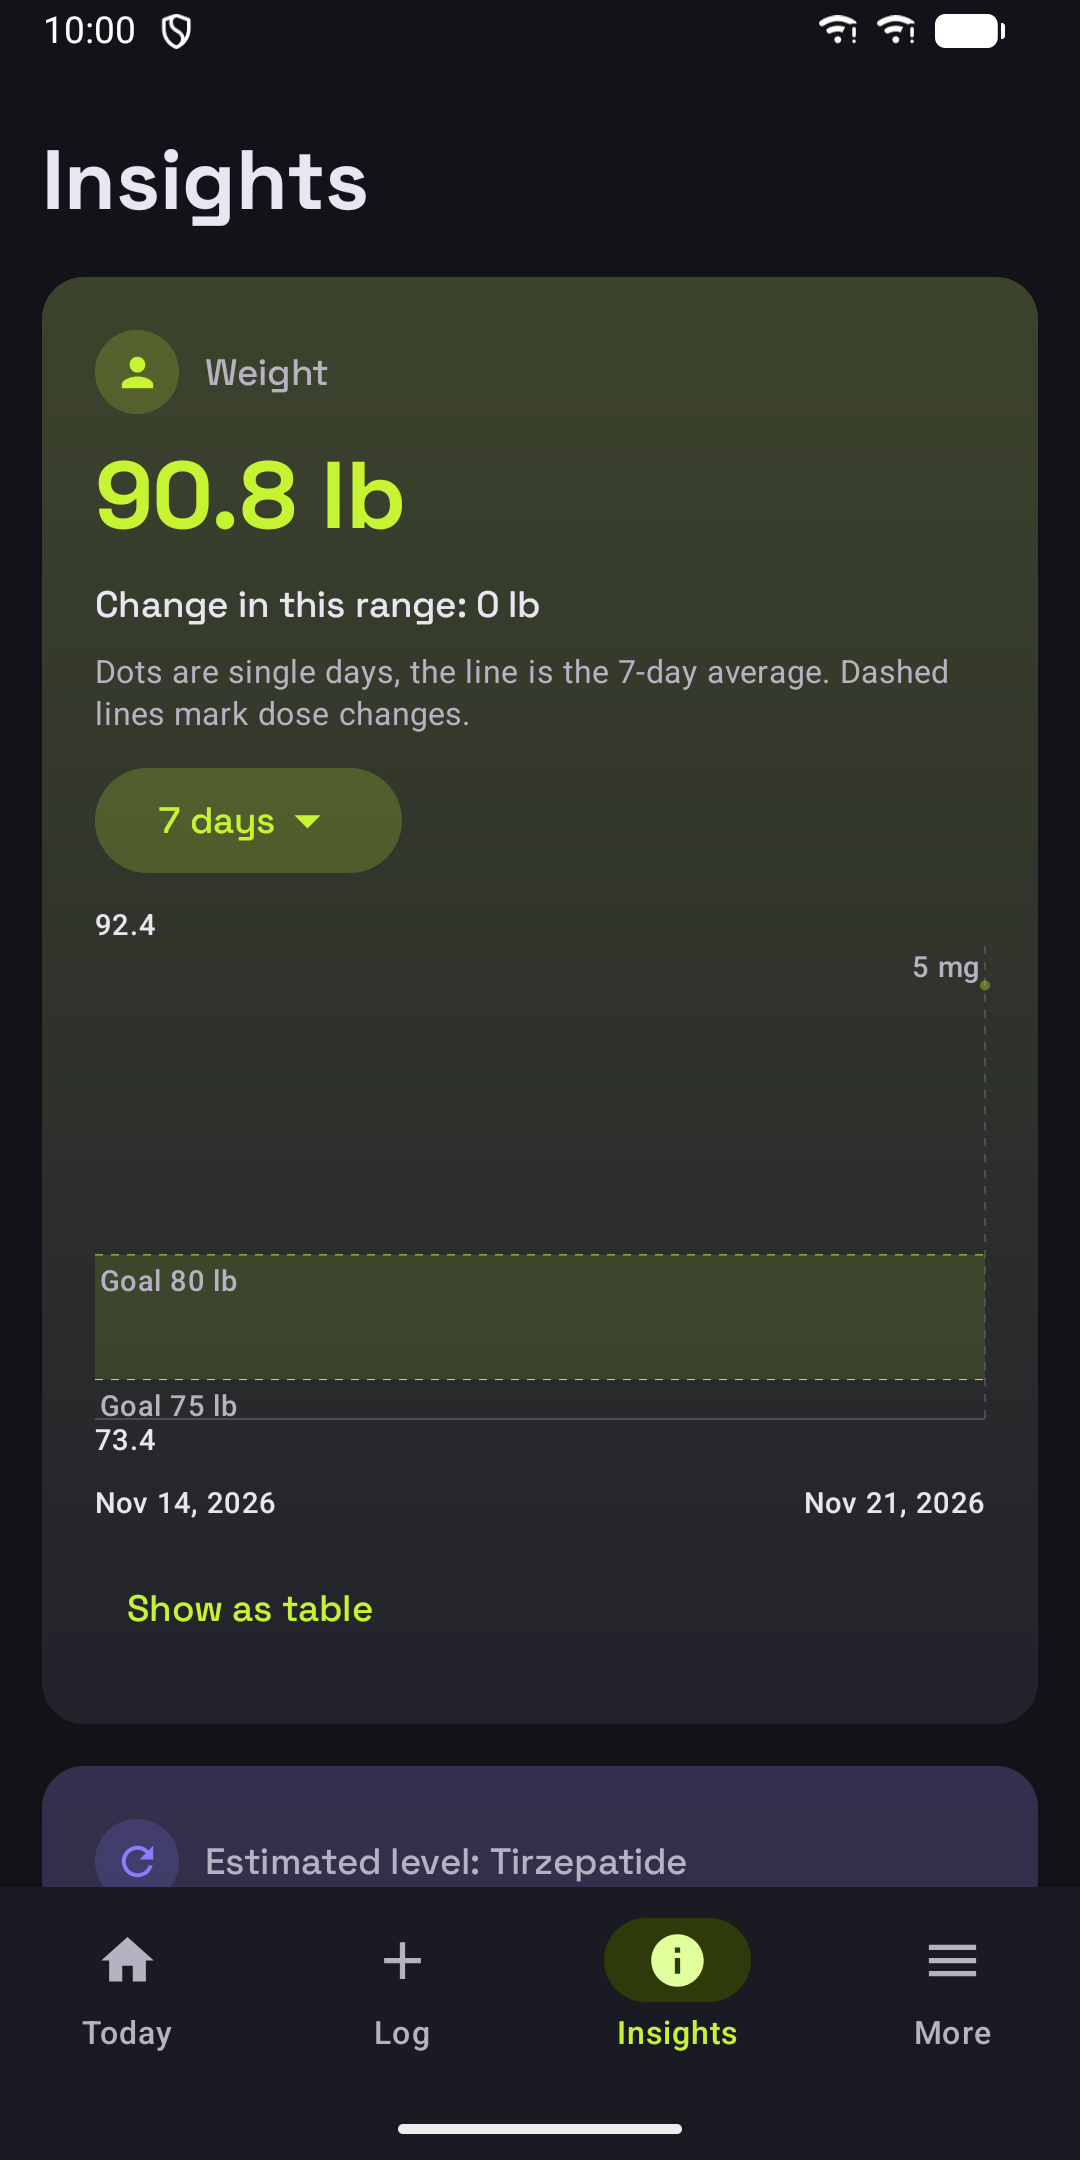 10:00
Insights
Weight
90.8 lb
Change in this range: 0 lb
Dots are single days, the line is the 7-day average. Dashed
lines mark dose changes.
7 days
92.4
5 mg
Goal 80 lb
Goal 75 lb
73.4
Nov 14, 2026
Nov 21, 2026
Show as table
Estimated level: Tirzepatide
Today
Log
Insights
More